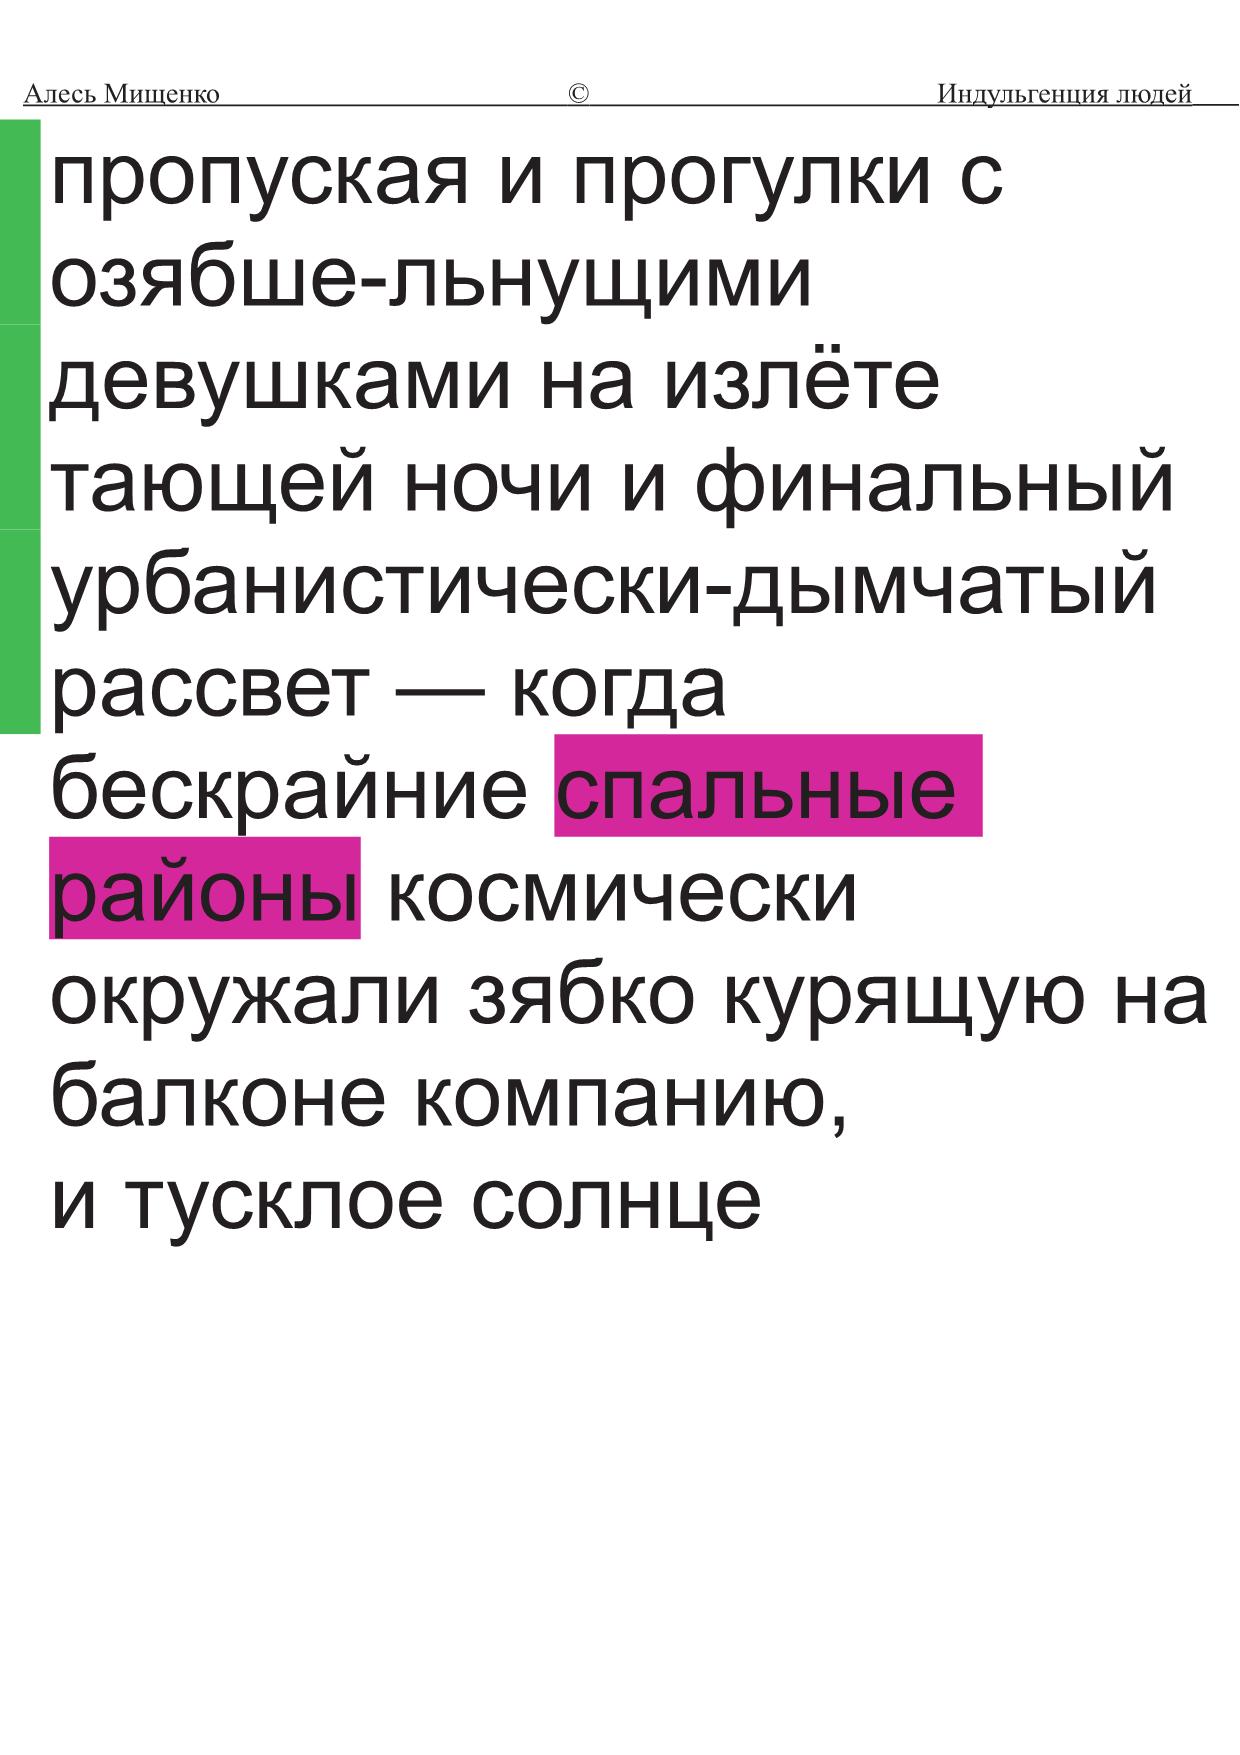 Алесь Мищенко © Индульгенция людей
пропуская и прогулки с
озябше-льнущими
девушками на излёте
тающей ночи и финальный
урбанистически-дымчатый
рассвет — когда
бескрайние спальные
районы космически
окружали зябко курящую на
балконе компанию,
и тусклое солнце